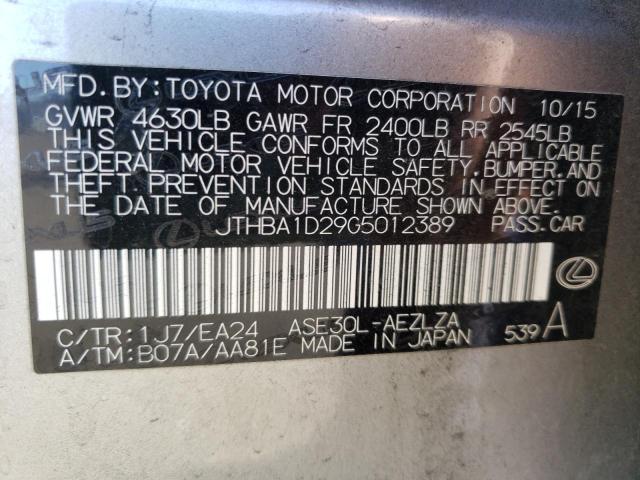 MFD.BY:TOYOTA MOTOR CORPORATION 10/15
GVWR 4630LB GAWR FR 2400LB RR 2545LB
THIS VEHICLE CONFORMS TO ALL APPLICABLE
FEDERAL MOTOR VEHICLE SAFETY,BUMPER,AND
THEFT PREVENTION STANDARDS IN EFFECT ON
THE DATE OF MANUFACTURE SHOWN ABOVE.
JTHBA1D29G5012389 PASS.CAR
C/TR:1J7/EA24 ASE30L-AEZLZA
A/TM:B07A/AA81E MADE IN JAPAN 539A